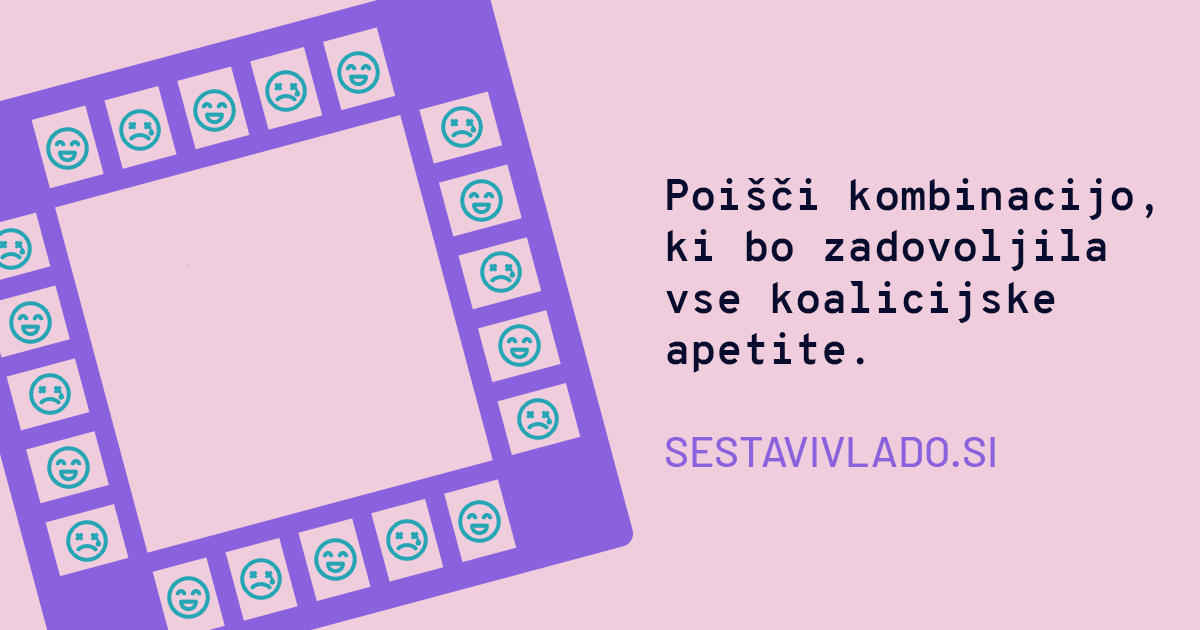 Poišči kombinacijo,
ki bo zadovoljila
vse koalicijske
apetite.
SESTAVIVLADO.SI